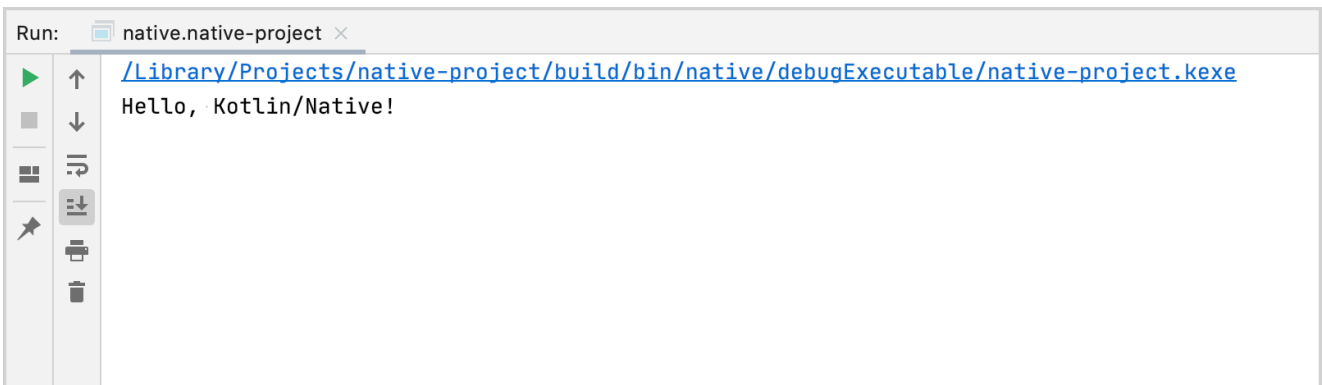 Run: native.native-project
/Library/Projects/native-project/build/bin/native/debugExecutable/native-project.kexe
Hello, Kotlin/Native!